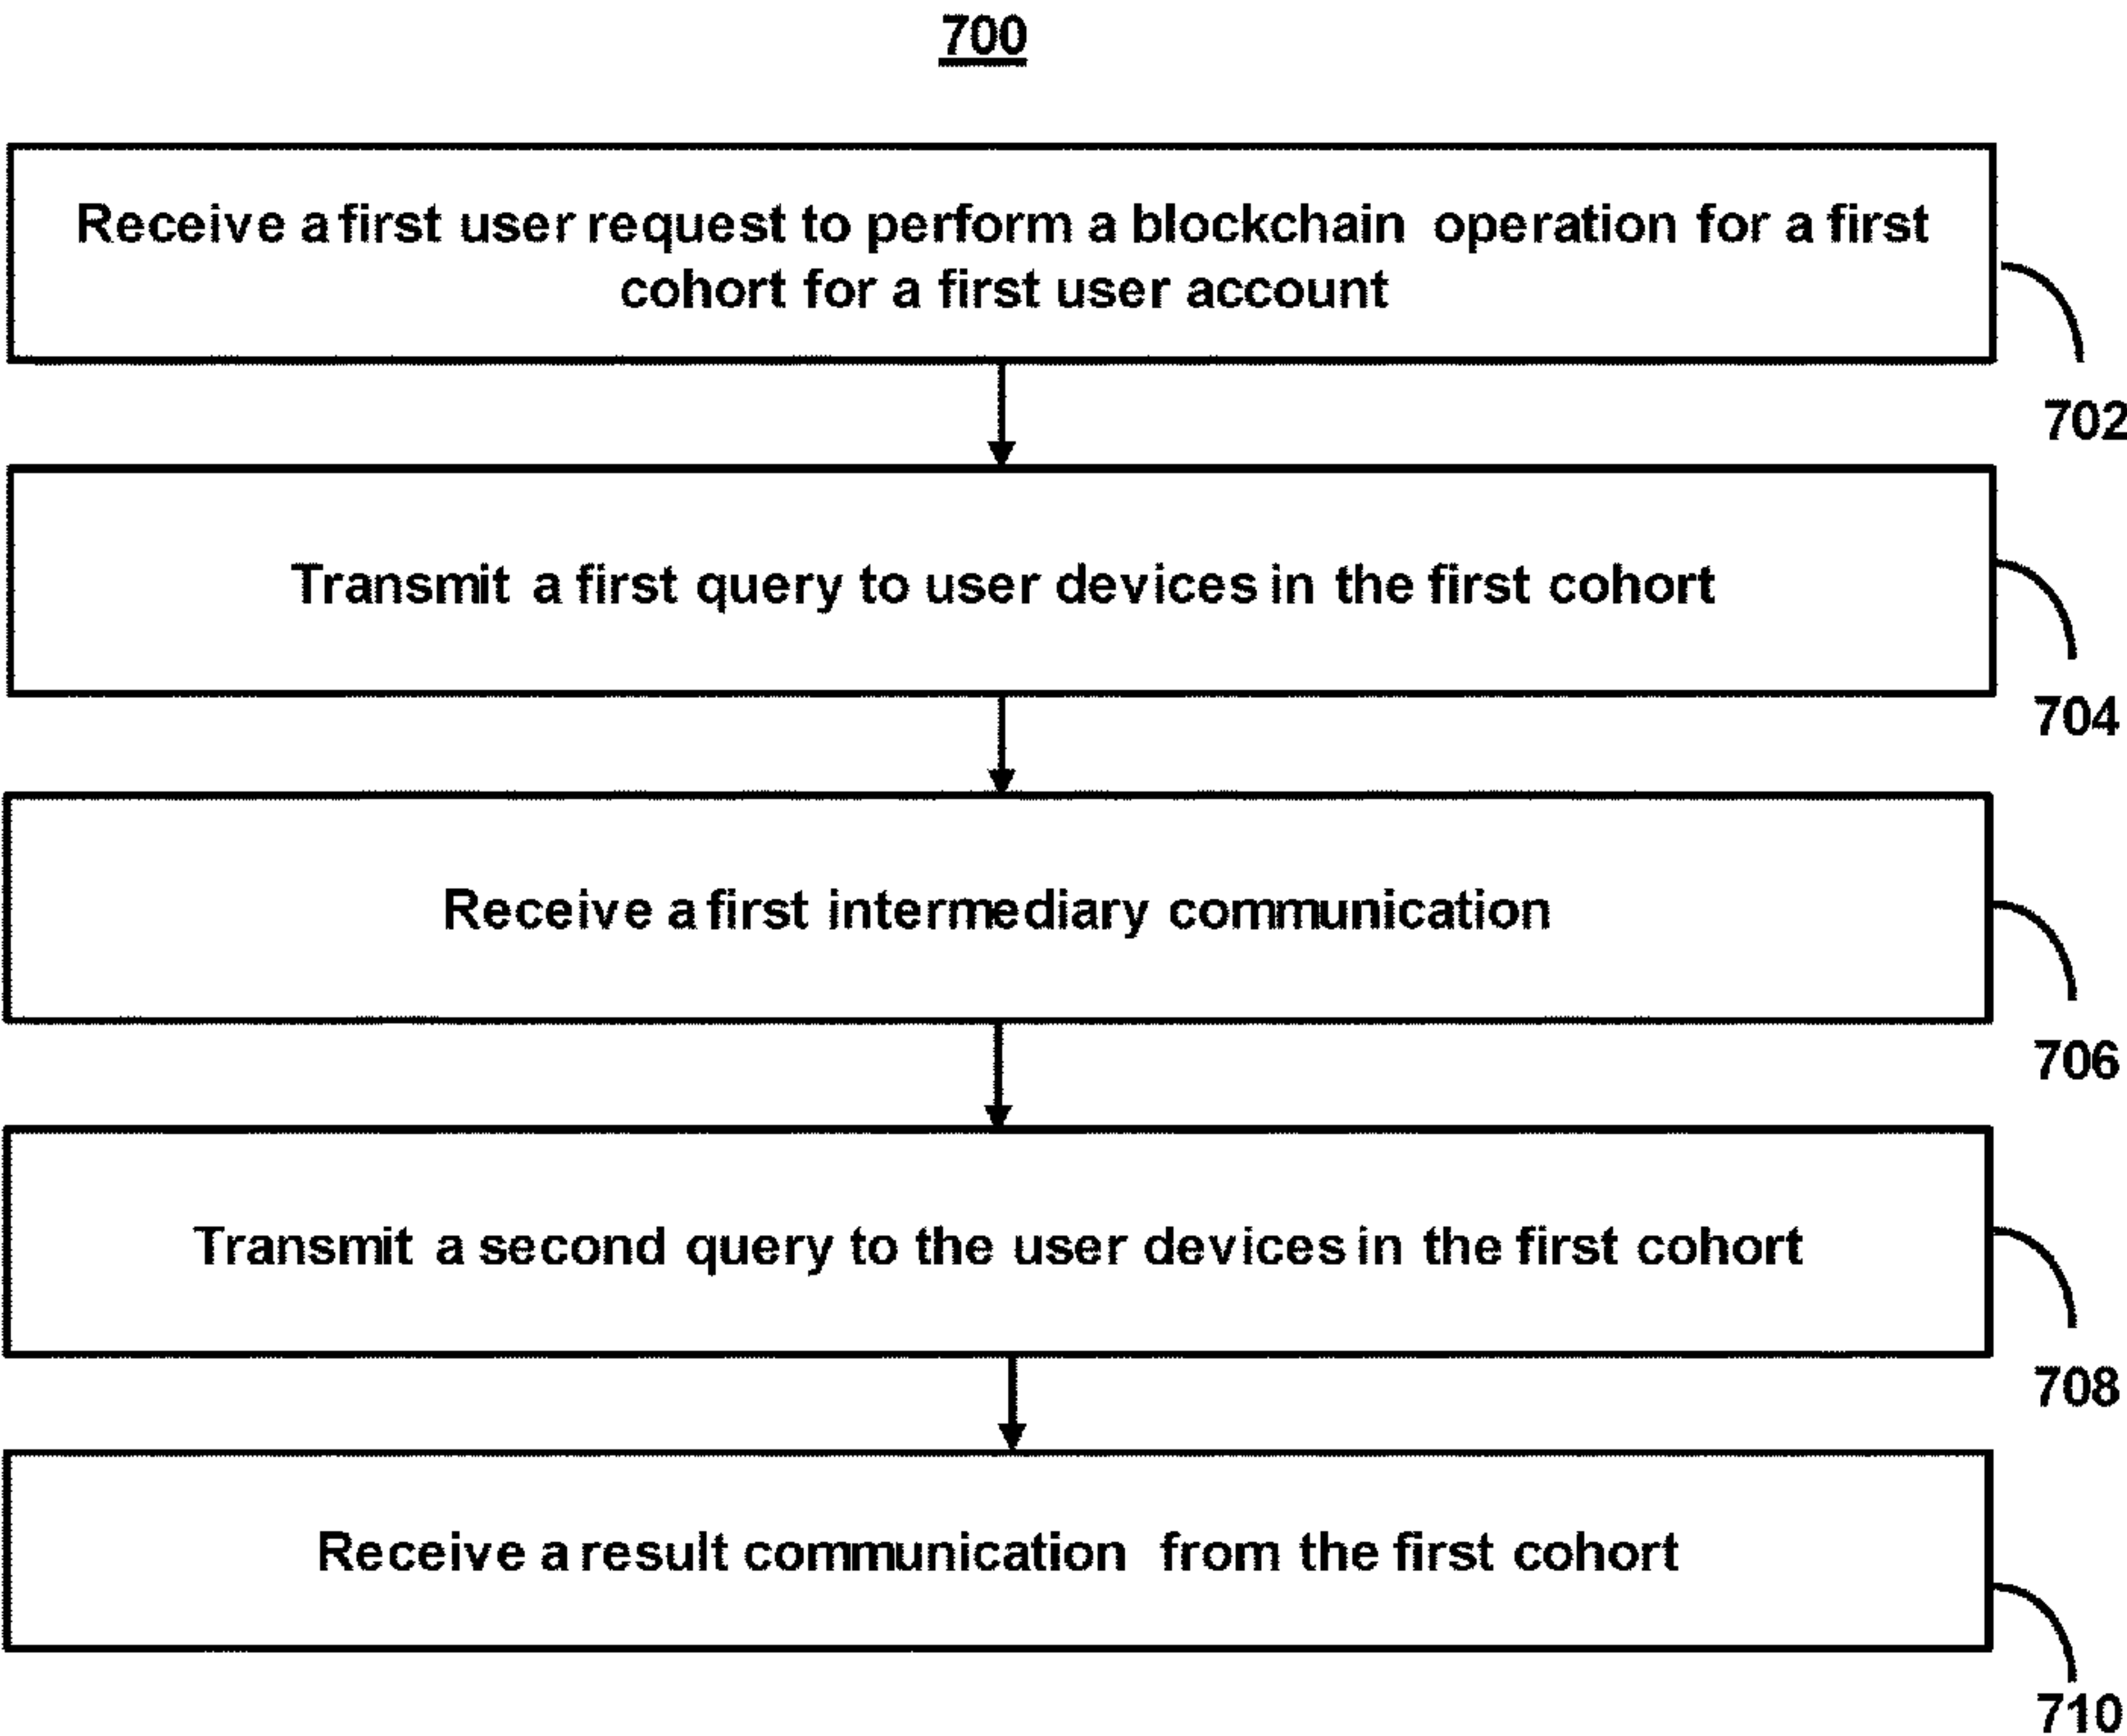 700
Receive a first user request to perform a blockchain operation for a first
cohort for a first user account
702
Transmit a first query to user devices in the first cohort
704
Receive a first intermediary communication
706
Transmit a second query to the user devices in the first cohort
708
Receive a result communication from the first cohort
710